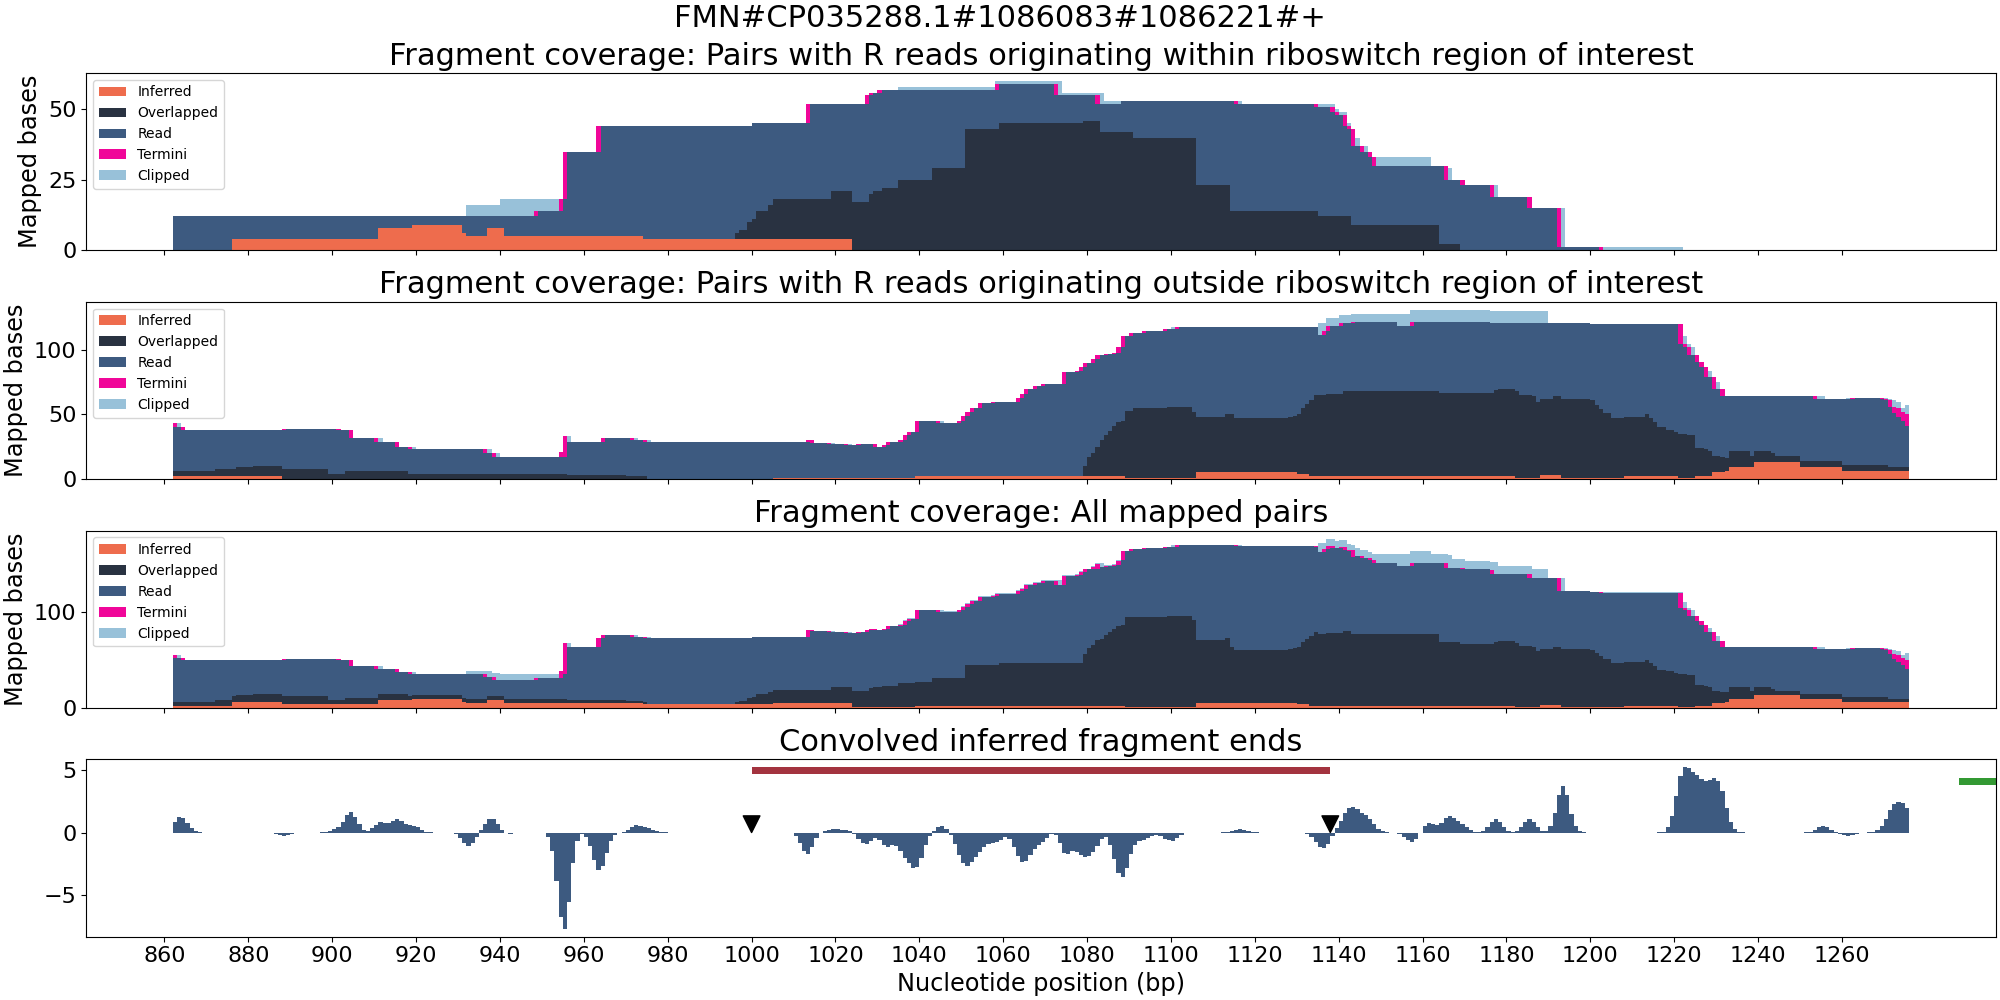 FMN#CP035288.1#1086083#1086221#+
Fragment coverage: Pairs with R reads originating within riboswitch region of interest
Mapped bases
50
25
0
Inferred
Overlapped
Read
Termini
Clipped
Fragment coverage: Pairs with R reads originating outside riboswitch region of interest
Mapped bases
100
50
0
Inferred
Overlapped
Read
Termini
Clipped
Fragment coverage: All mapped pairs
Mapped bases
100
0
Inferred
Overlapped
Read
Termini
Clipped
Convolved inferred fragment ends
5
0
−5
860 880 900 920 940 960 980 1000 1020 1040 1060 1080 1100 1120 1140 1160 1180 1200 1220 1240 1260
Nucleotide position (bp)